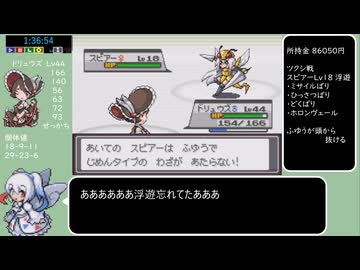 1:36:54
ドリュウズ Lv44
166
140
56
63
72
93
せっかち
個体値
18-9-11
29-23-6
スピアー♀ Lv18
HP
ドリュウズ♂ Lv44
HP
154/166
あいての スピアーは ふゆうで
じめんタイプの わざが あたらない!
所持金 86050円
ツクシ戦
スピアーLv18 浮遊
・ミサイルばり
・ひっさつばり
・どくばり
・ホロンヴェール
ふゆうが頭から
抜ける
ああああああ浮遊忘れてたあああ